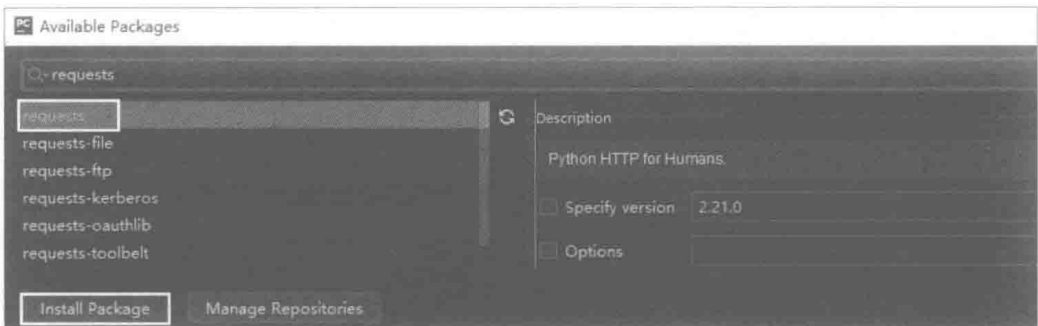 PC Available Packages
requests
requests
requests-file
requests-ftp
requests-kerberos
requests-oauthlib
requests-toolbelt
Description
Python HTTP for Humans.
Specify version 2.21.0
Options
Install Package Manage Repositories